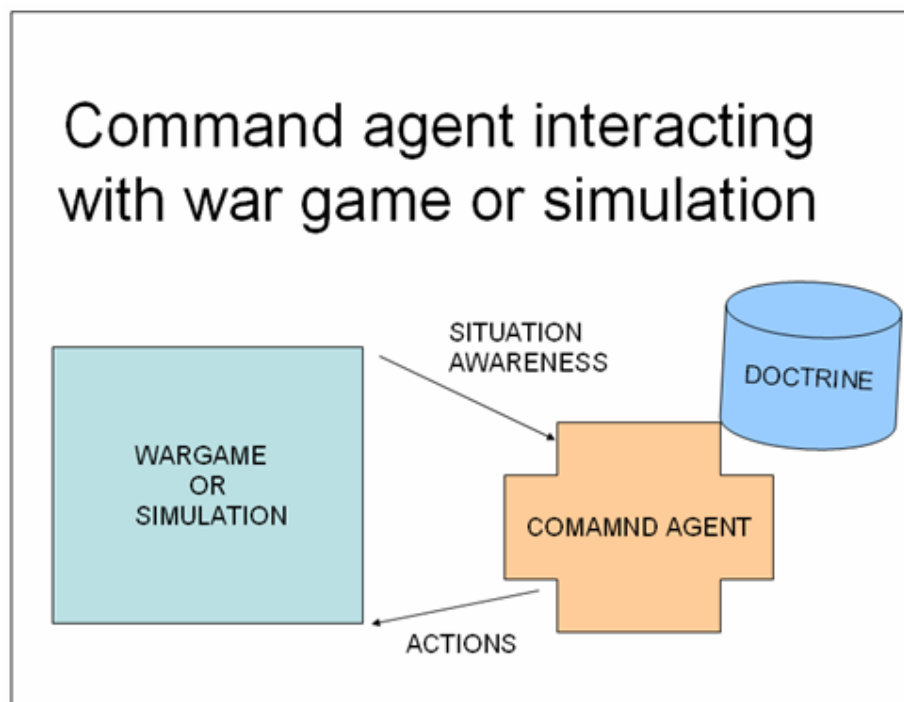 Command agent interacting
with war game or simulation
SITUATION
AWARENESS
DOCTRINE
WARGAME
OR
SIMULATION
COMAMND AGENT
ACTIONS